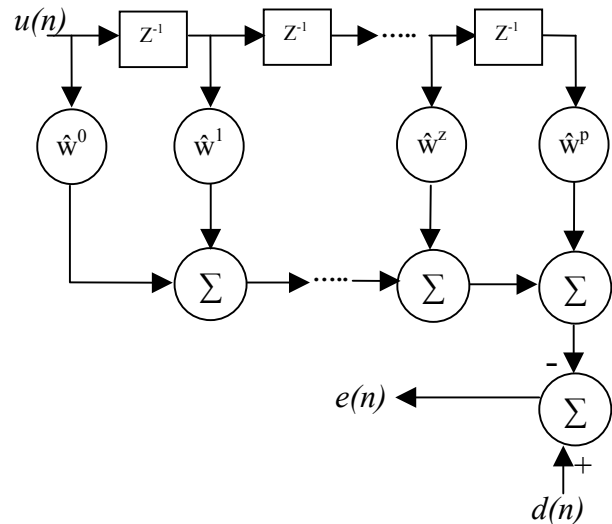 u(n)
Z⁻¹ Z⁻¹ ..... Z⁻¹
ŵ⁰ ŵ¹ ŵᶻ ŵᵖ
Σ ..... Σ Σ
-
e(n) Σ
+
d(n)